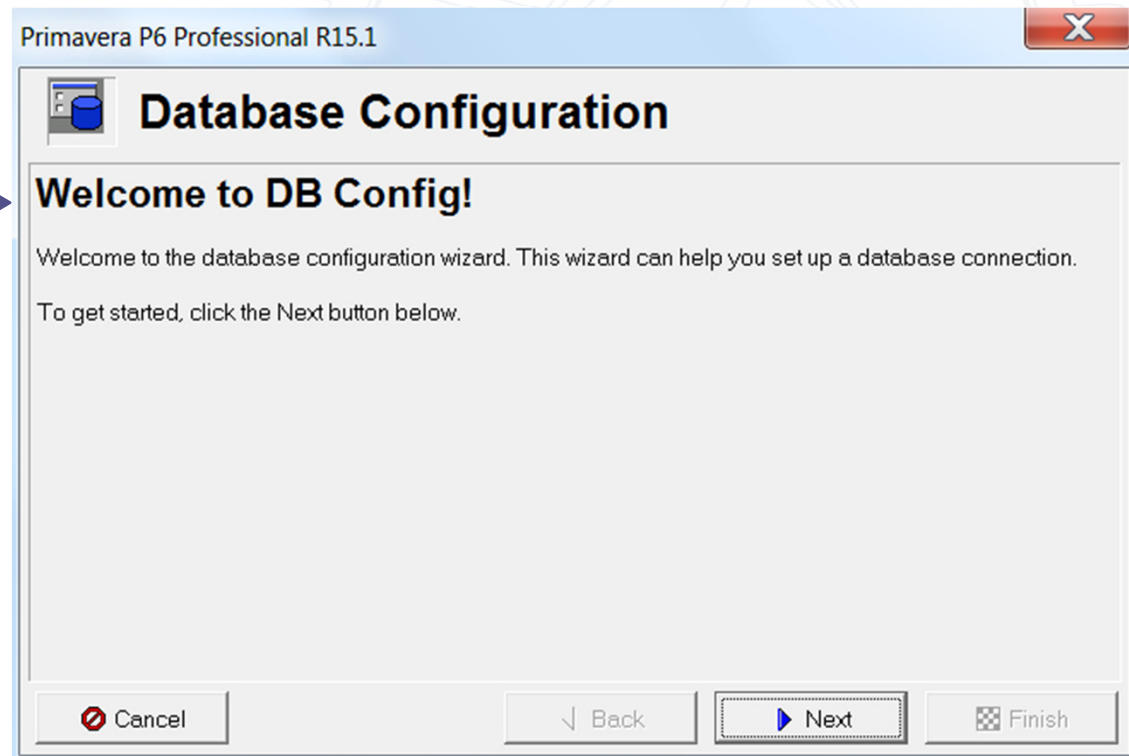 Primavera P6 Professional R15.1
Database Configuration
Welcome to DB Config!
Welcome to the database configuration wizard. This wizard can help you set up a database connection.
To get started, click the Next button below.
Cancel
Back
Next
Finish